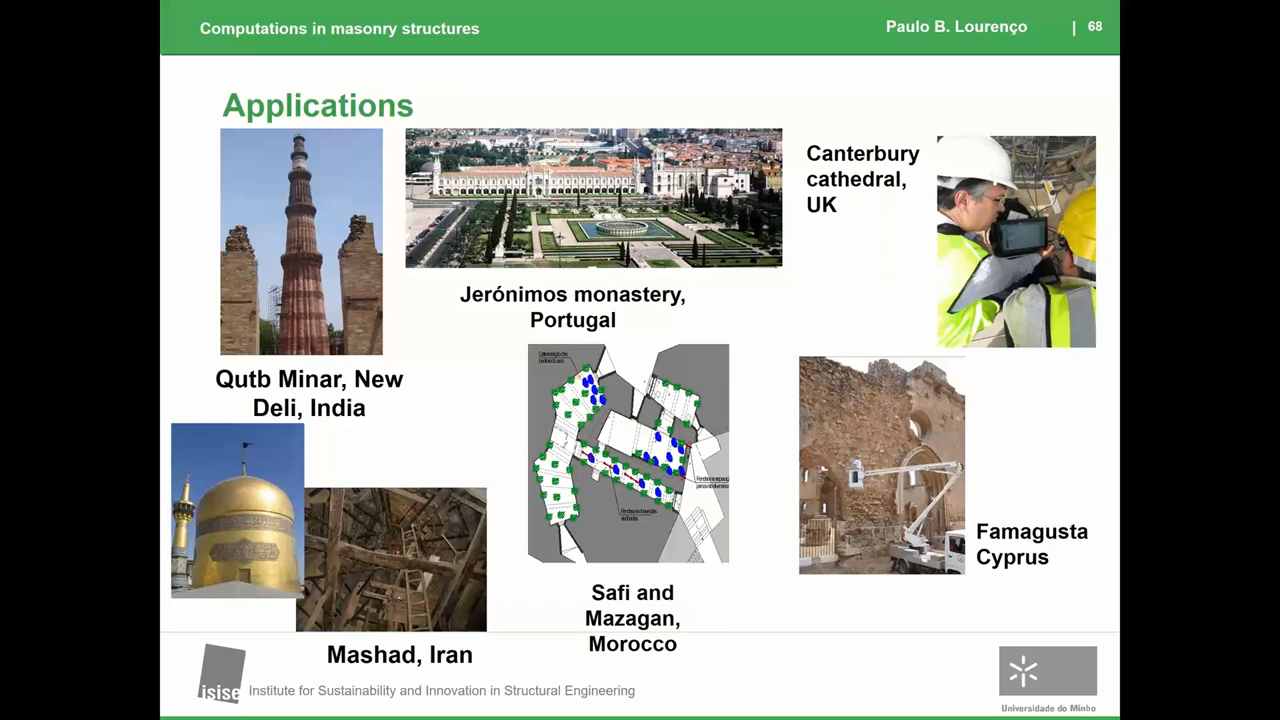 Computations in masonry structures
Paulo B. Lourenço
| 68
Applications
Canterbury
cathedral,
UK
Jerónimos monastery,
Portugal
Qutb Minar, New
Deli, India
Famagusta
Cyprus
Safi and
Mazagan,
Morocco
Mashad, Iran
isise
Institute for Sustainability and Innovation in Structural Engineering
Universidade do Minho